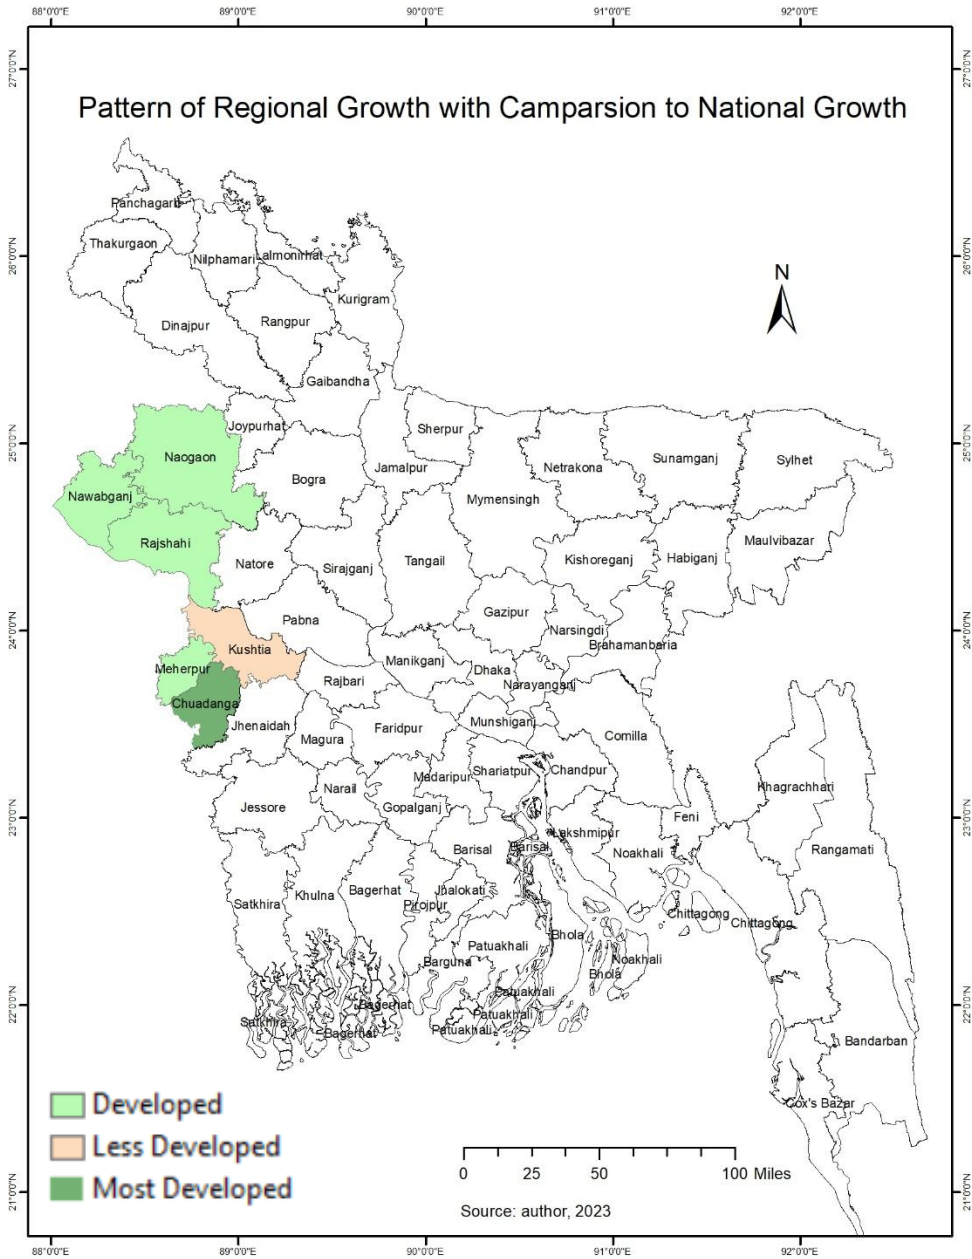 88°0'0"E 89°0'0"E 90°0'0"E 91°0'0"E 92°0'0"E
27°0'0"N 27°0'0"N
Pattern of Regional Growth with Camparsion to National Growth
Panchagarh
Thakurgaon
Nilphamari Lalmonirhat
26°0'0"N 26°0'0"N
N
Kurigram
Dinajpur Rangpur
Gaibandha
Joypurhat Sherpur
25°0'0"N 25°0'0"N
Naogaon Sunamganj Sylhet
Jamalpur Netrakona
Bogra
Nawabganj Mymensingh
Rajshahi Maulvibazar
Natore Sirajganj Tangail Kishoreganj Habiganj
Pabna Gazipur
24°0'0"N 24°0'0"N
Narsingdi
Kushtia Brahamanbaria
Meherpur Manikganj Dhaka
Rajbari Narayanganj
Chuadanga
Jhenaidah Faridpur Munshiganj
Magura Comilla
Madaripur Shariatpur Chandpur
Narail Khagrachhari
Jessore Gopalganj
23°0'0"N 23°0'0"N
Feni
Lakshmipur
Barisal Barisal Noakhali Rangamati
Khulna Bagerhat Jhalokati
Satkhira Pirojpur
Chittagong Chittagong
Patuakhali Bhola
Barguna Noakhali
Bhola
Patuakhali
22°0'0"N 22°0'0"N
Bagerhat Patuakhali
Satkhira Bagerhat Patuakhali
Bandarban
Cox's Bazar
Developed
Less Developed
Most Developed
0 25 50 100 Miles
21°0'0"N 21°0'0"N
Source: author, 2023
88°0'0"E 89°0'0"E 90°0'0"E 91°0'0"E 92°0'0"E